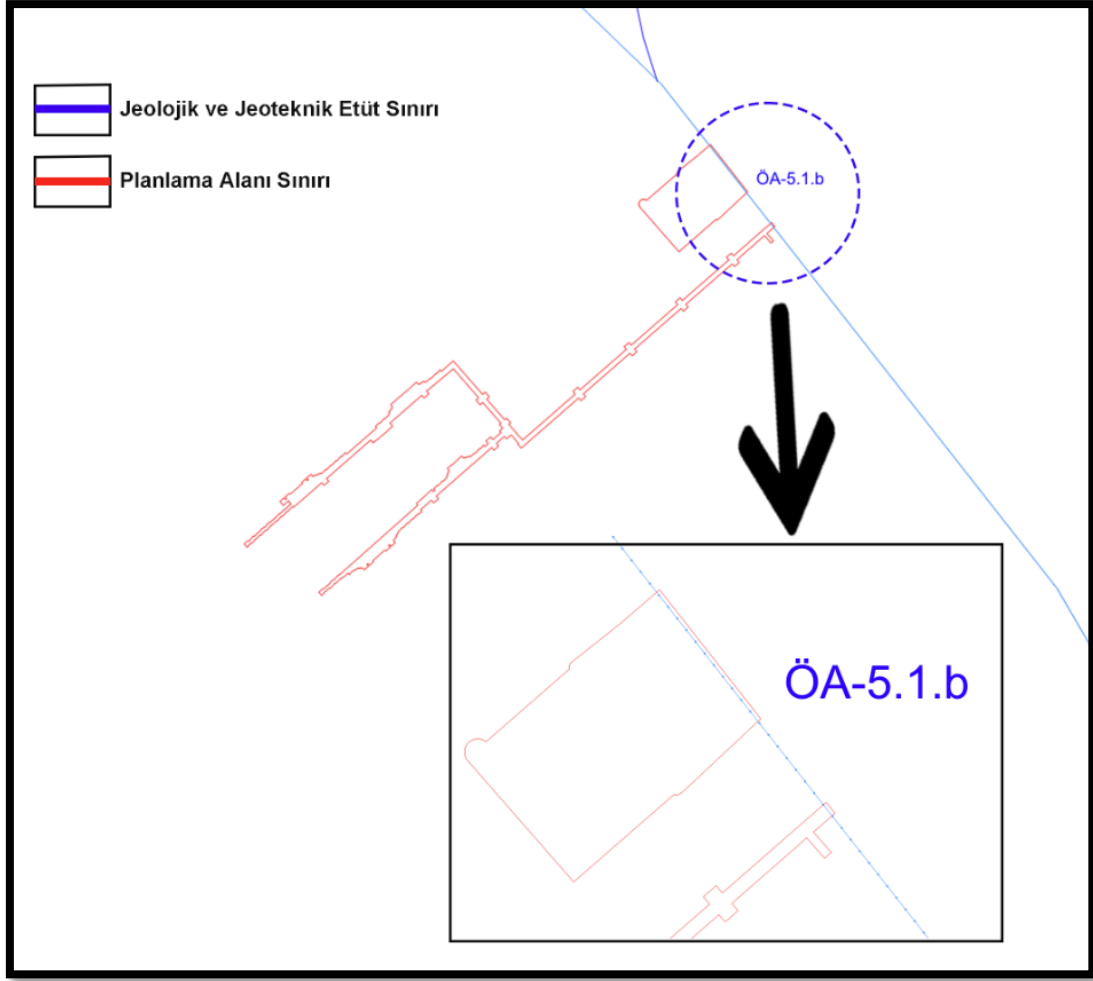 Jeolojik ve Jeoteknik Etüt Sınırı
Planlama Alanı Sınırı
ÖA-5.1.b
ÖA-5.1.b